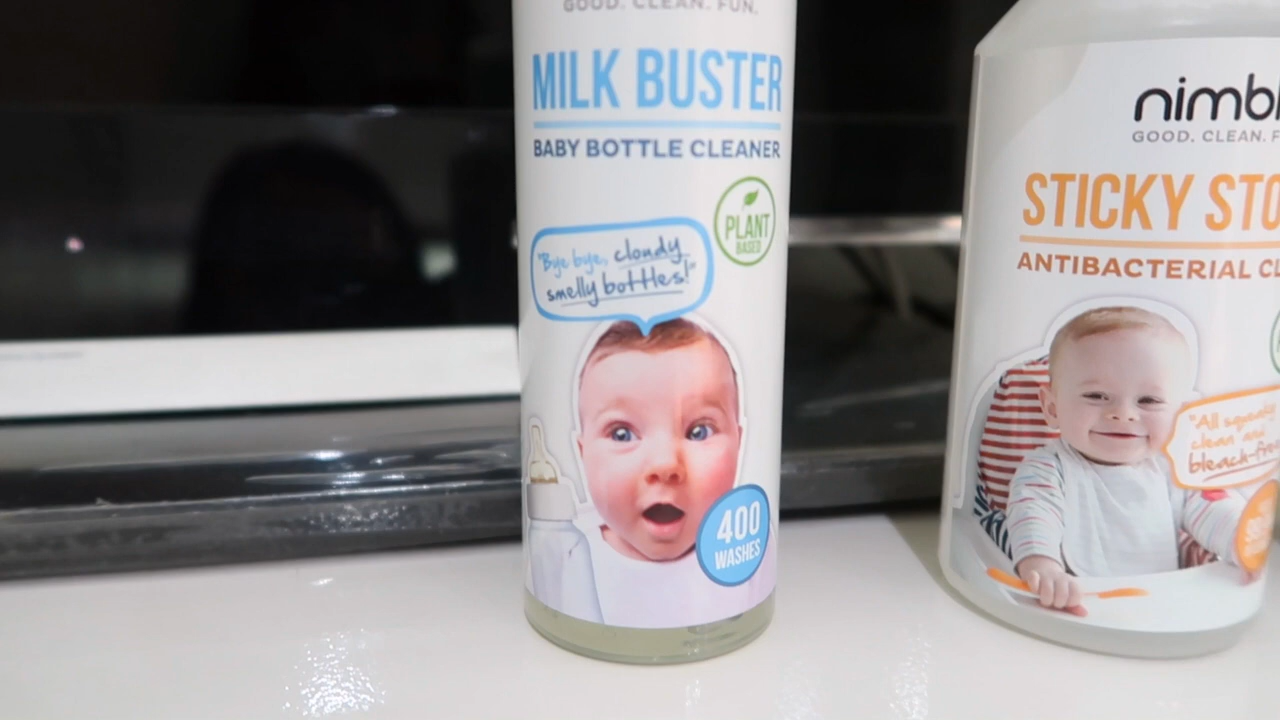 GOOD. CLEAN. FUN.
MILK BUSTER
BABY BOTTLE CLEANER
PLANT
BASED
"Bye bye, cloudy,
smelly bottles!"
400
WASHES
nimbl
GOOD. CLEAN. F
STICKY STO
ANTIBACTERIAL CL
"All squeaky
clean and
bleach-free